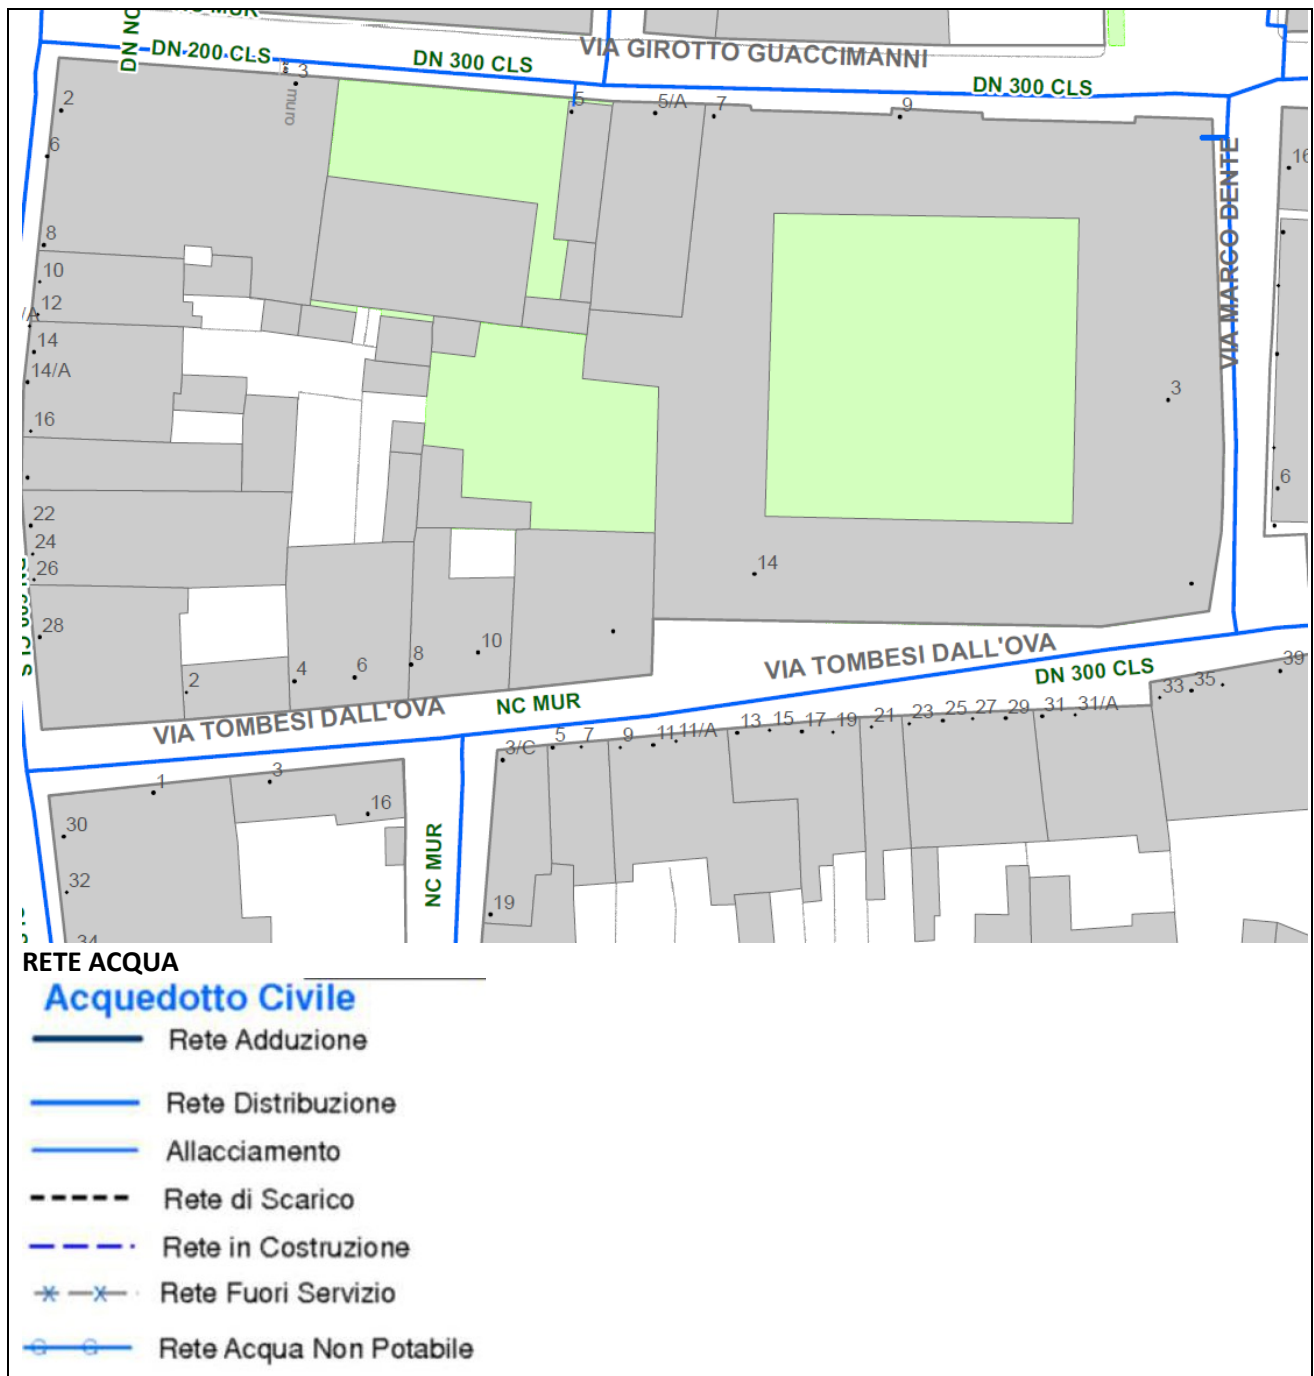 MUR
DN NC
DN 200 CLS
DN 300 CLS
VIA GIROTTO GUACCIMANNI
DN 300 CLS
3
muro
2
5
5/A
7
9
6
VIA MARCO DENTE
16
8
10
12
/A
14
14/A
16
3
6
22
24
26
14
28
10
8
6
4
2
VIA TOMBESI DALL'OVA
DN 300 CLS
39
35
33
NC MUR
VIA TOMBESI DALL'OVA
3/C
5
7
9
11
11/A
13
15
17
19
21
23
25
27
29
31
31/A
1
3
16
30
NC MUR
32
19
34
RETE ACQUA
Acquedotto Civile
Rete Adduzione
Rete Distribuzione
Allacciamento
Rete di Scarico
Rete in Costruzione
Rete Fuori Servizio
Rete Acqua Non Potabile